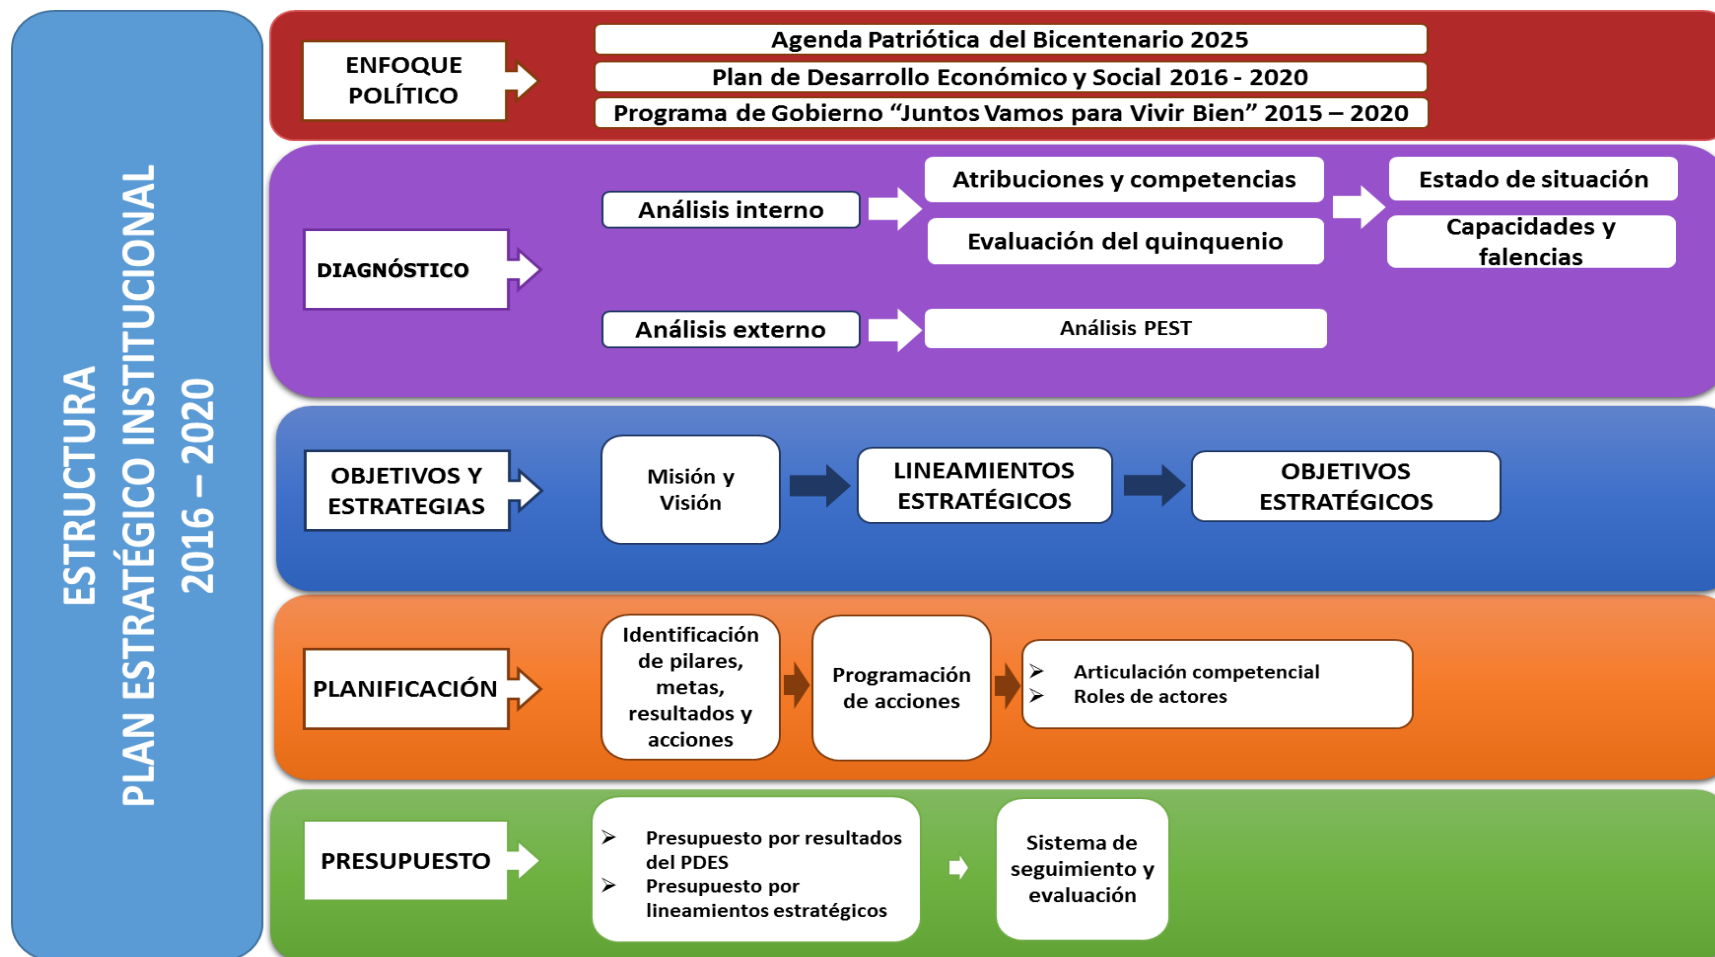 ESTRUCTURA
PLAN ESTRATÉGICO INSTITUCIONAL
2016 – 2020
ENFOQUE
POLÍTICO
Agenda Patriótica del Bicentenario 2025
Plan de Desarrollo Económico y Social 2016 - 2020
Programa de Gobierno “Juntos Vamos para Vivir Bien” 2015 – 2020
DIAGNÓSTICO
Análisis interno
Atribuciones y competencias
Evaluación del quinquenio
Estado de situación
Capacidades y
falencias
Análisis externo
Análisis PEST
OBJETIVOS Y
ESTRATEGIAS
Misión y
Visión
LINEAMIENTOS
ESTRATÉGICOS
OBJETIVOS
ESTRATÉGICOS
PLANIFICACIÓN
Identificación
de pilares,
metas,
resultados y
acciones
Programación
de acciones
➢ Articulación competencial
➢ Roles de actores
PRESUPUESTO
➢ Presupuesto por resultados
del PDES
➢ Presupuesto por
lineamientos estratégicos
Sistema de
seguimiento y
evaluación